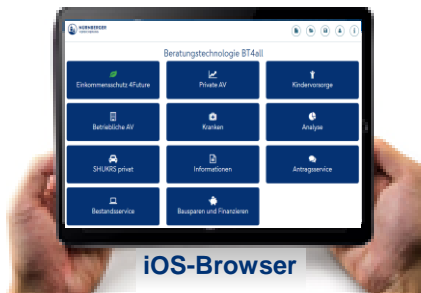 NÜRNBERGER
Beratungstechnologie BT4all
Einkommensschutz 4Future
Private AV
Kindervorsorge
Betriebliche AV
Kranken
Analyse
SHUKRS privat
Informationen
Antragsservice
Bestandsservice
Bausparen und Finanzieren
iOS-Browser